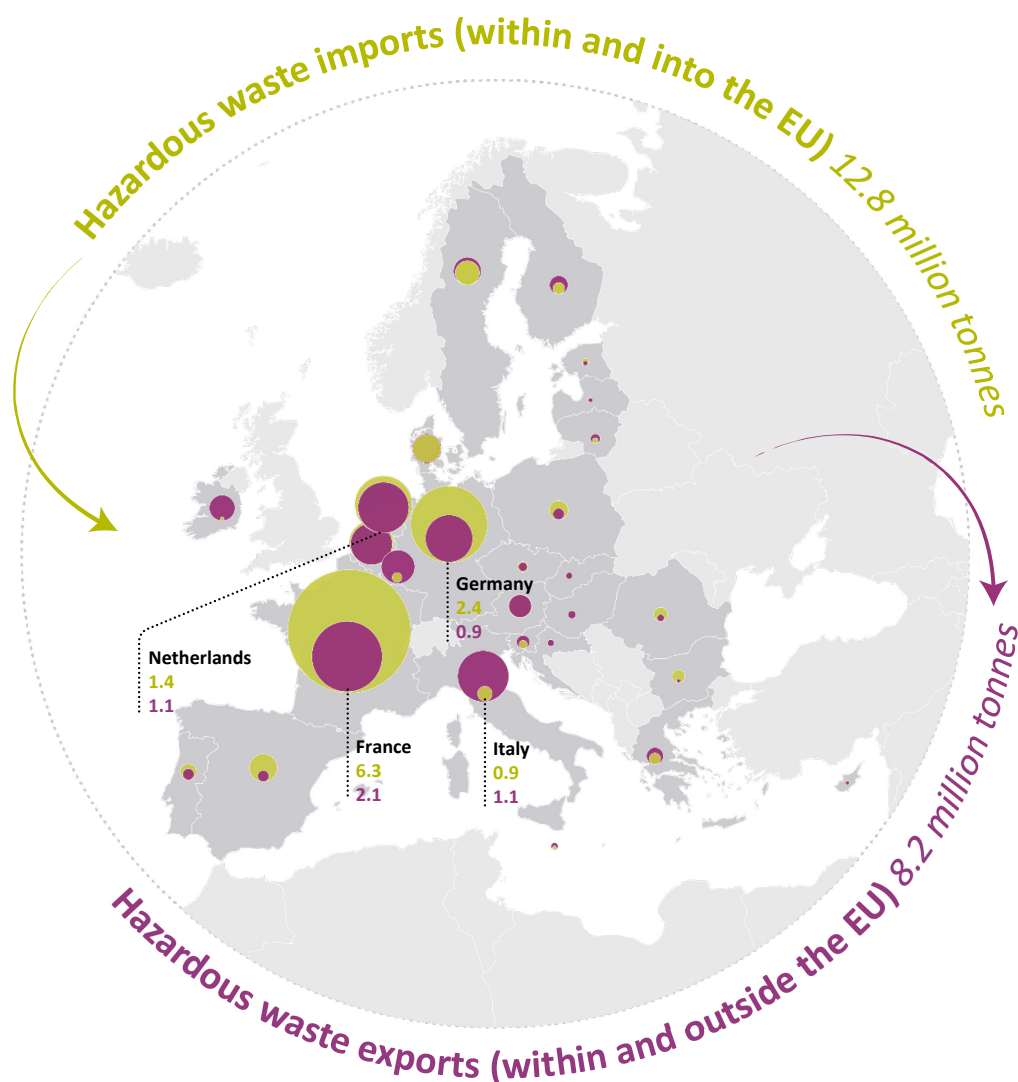 Hazardous waste imports (within and into the EU) 12.8 million tonnes
Germany
2.4
0.9
Netherlands
1.4
1.1
France
6.3
2.1
Italy
0.9
1.1
Hazardous waste exports (within and outside the EU) 8.2 million tonnes